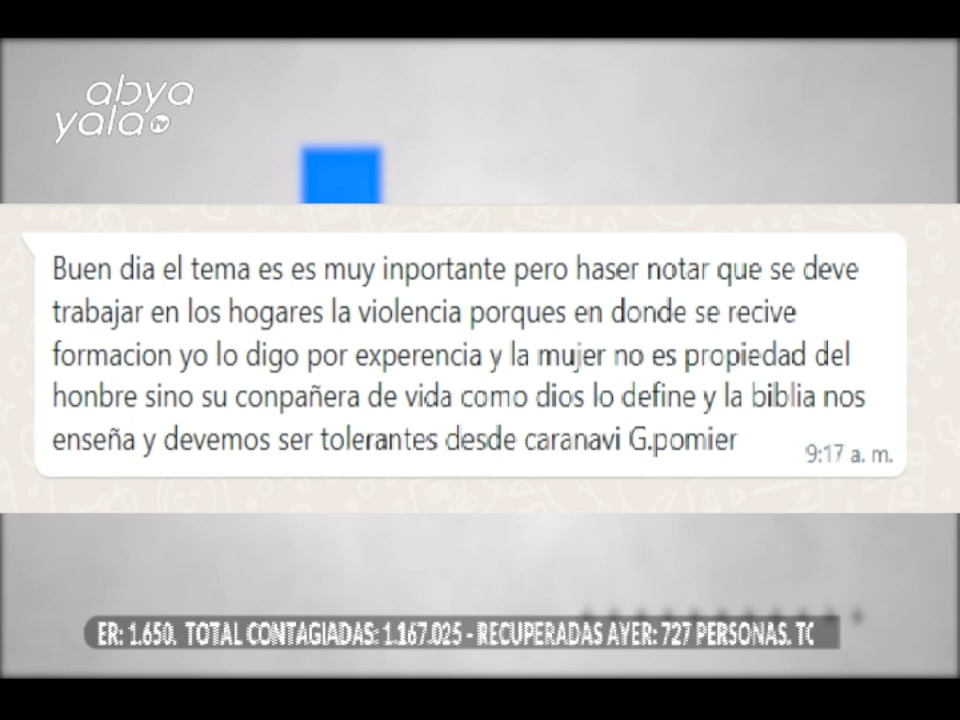 abya
yala tv
Buen dia el tema es es muy inportante pero haser notar que se deve
trabajar en los hogares la violencia porques en donde se recive
formacion yo lo digo por experencia y la mujer no es propiedad del
honbre sino su conpañera de vida como dios lo define y la biblia nos
enseña y devemos ser tolerantes desde caranavi G.pomier
9:17 a. m.
ER: 1.650. TOTAL CONTAGIADAS: 1.167.025 - RECUPERADAS AYER: 727 PERSONAS. TO